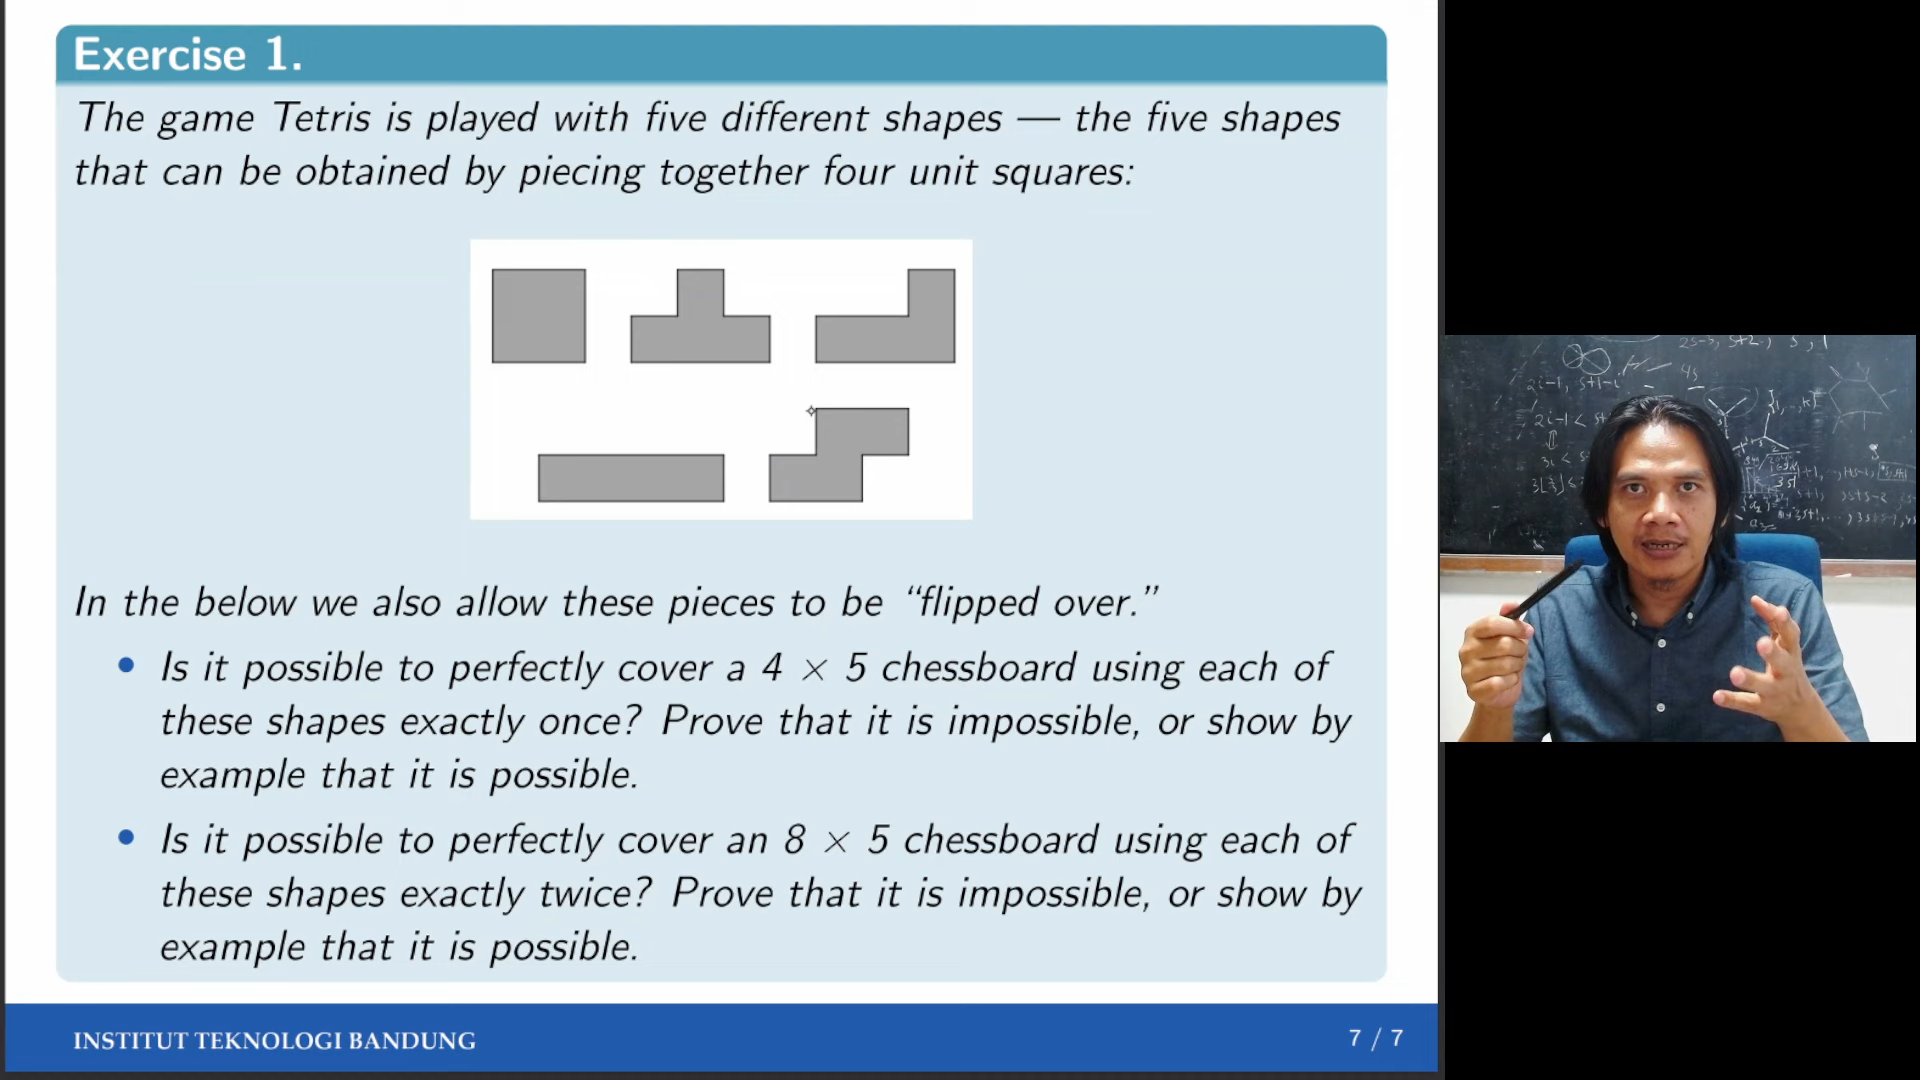 Exercise 1.
The game Tetris is played with five different shapes — the five shapes
that can be obtained by piecing together four unit squares:
In the below we also allow these pieces to be “flipped over.”
• Is it possible to perfectly cover a 4 × 5 chessboard using each of
these shapes exactly once? Prove that it is impossible, or show by
example that it is possible.
• Is it possible to perfectly cover an 8 × 5 chessboard using each of
these shapes exactly twice? Prove that it is impossible, or show by
example that it is possible.
INSTITUT TEKNOLOGI BANDUNG
7 / 7
2i-1, s+1-i